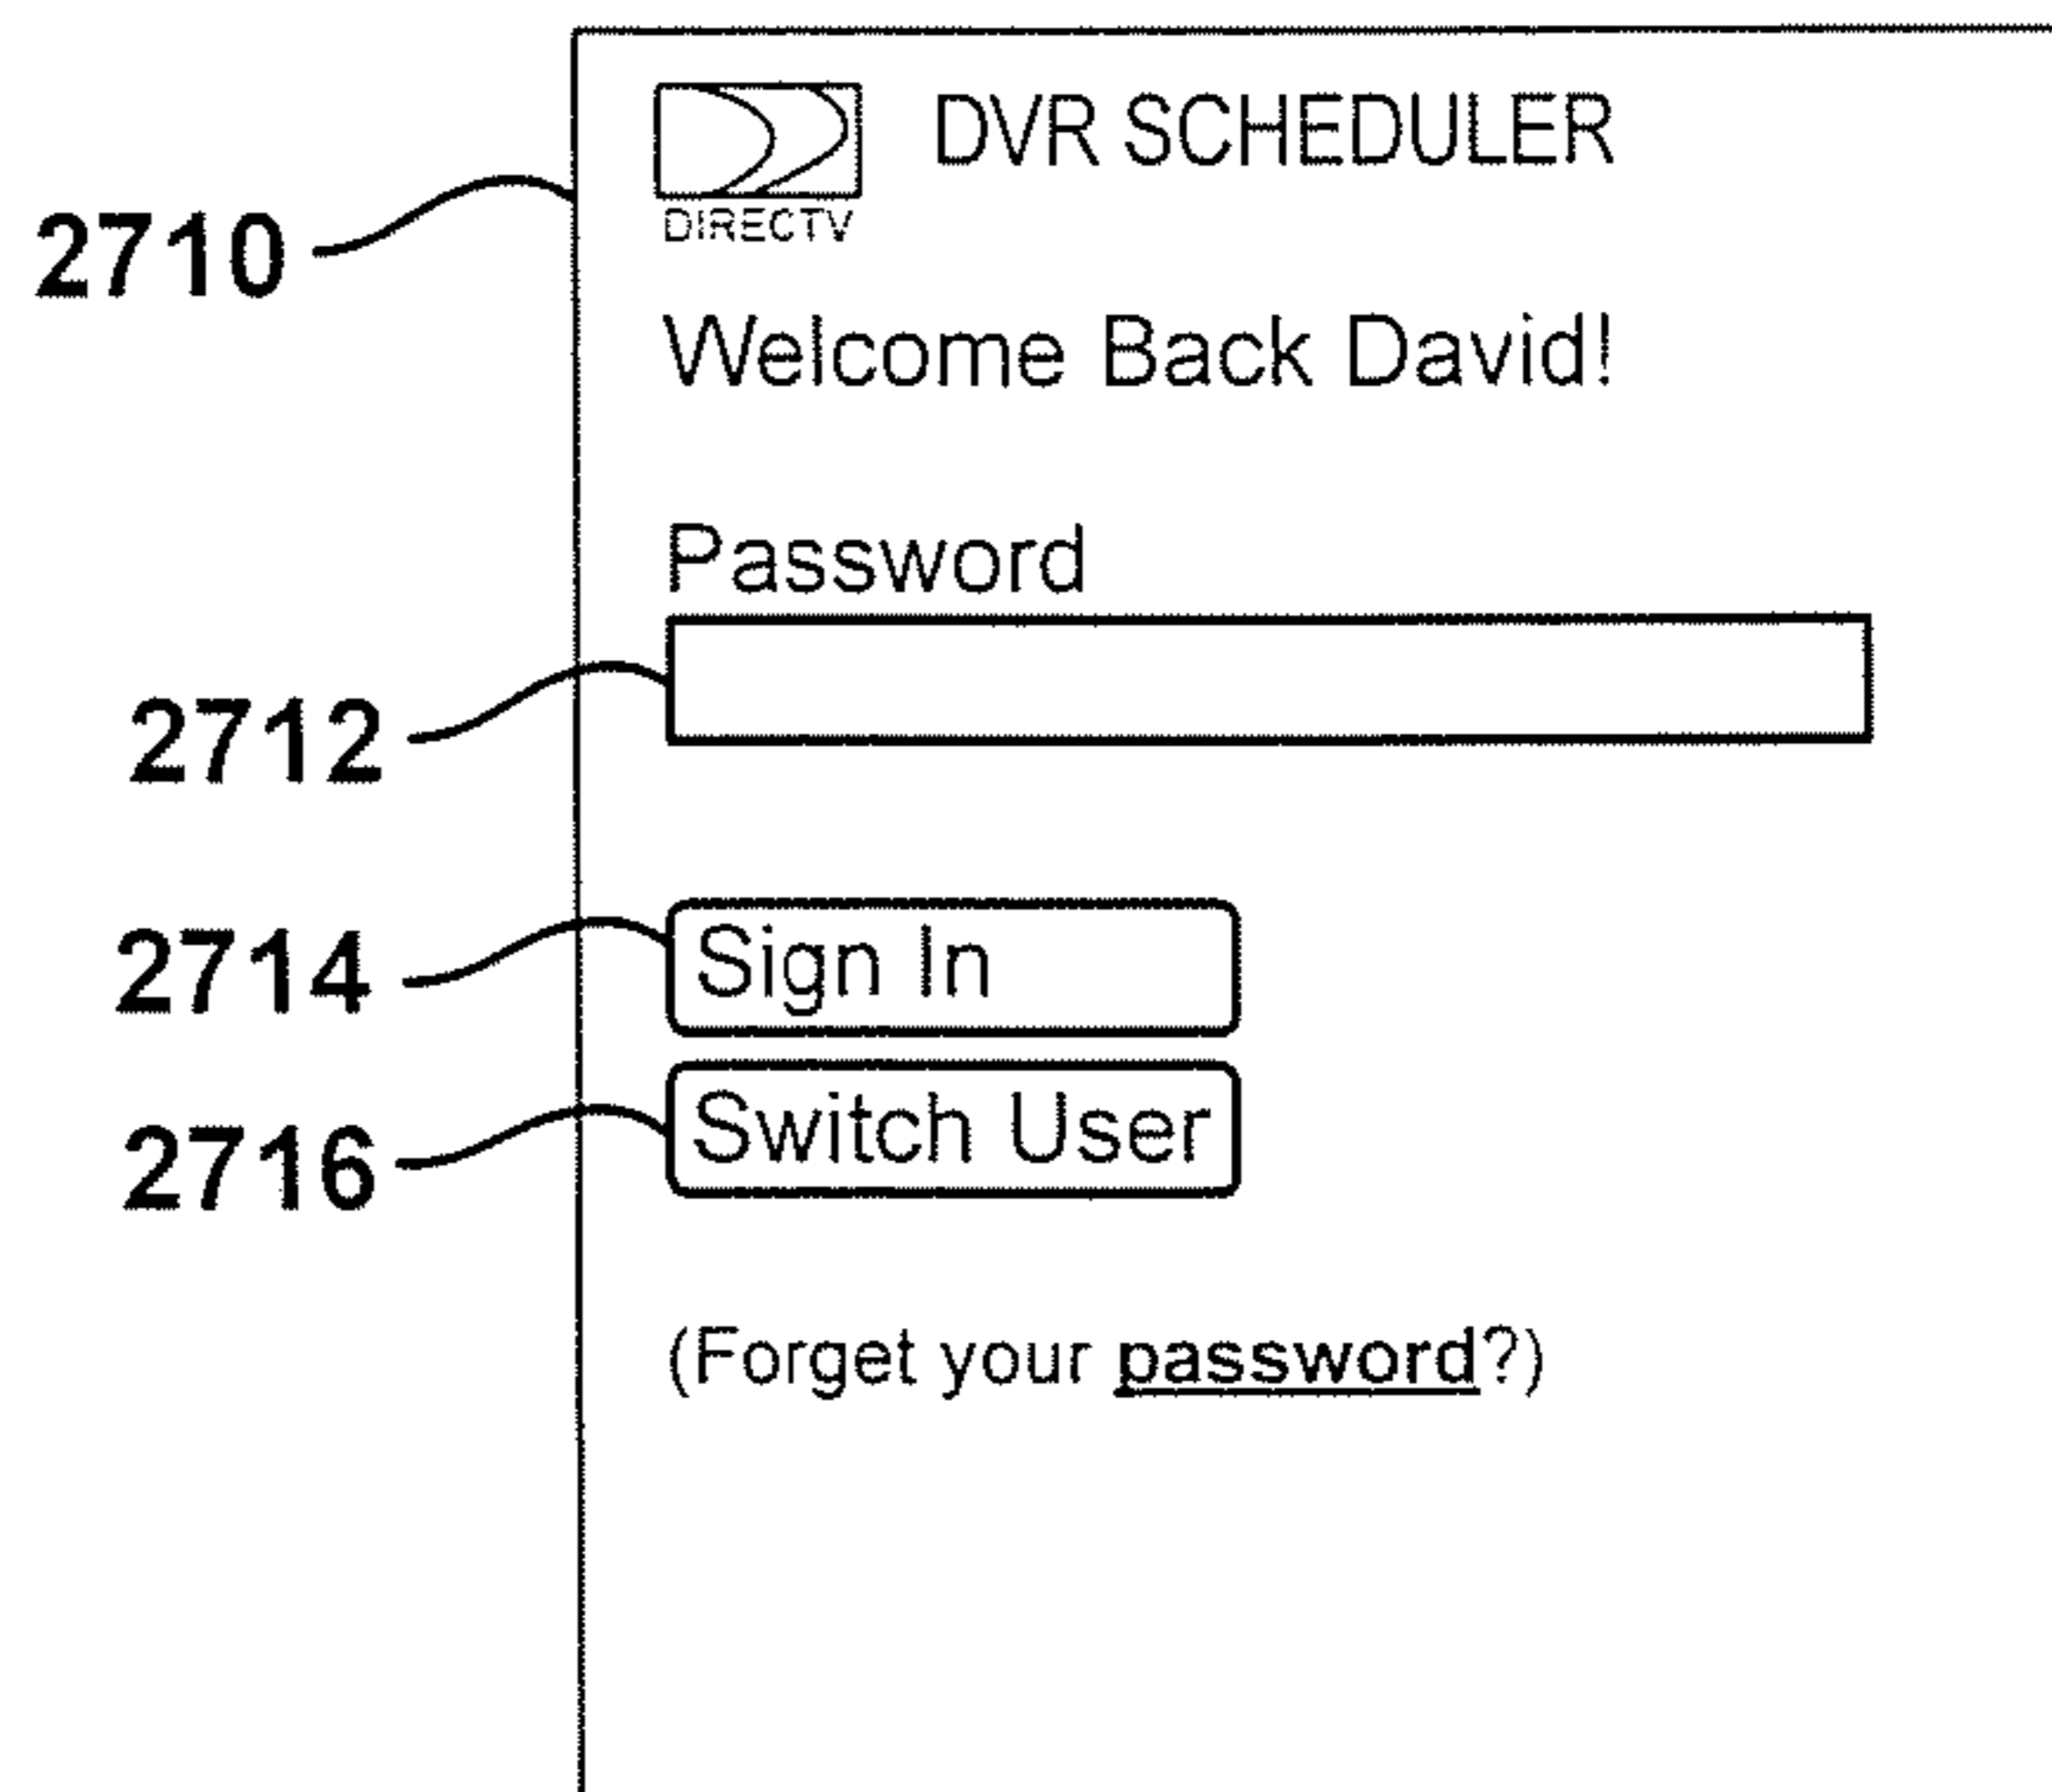 DVR SCHEDULER
DIRECTV
2710
Welcome Back David!
Password
2712
2714
Sign In
2716
Switch User
(Forget your password?)